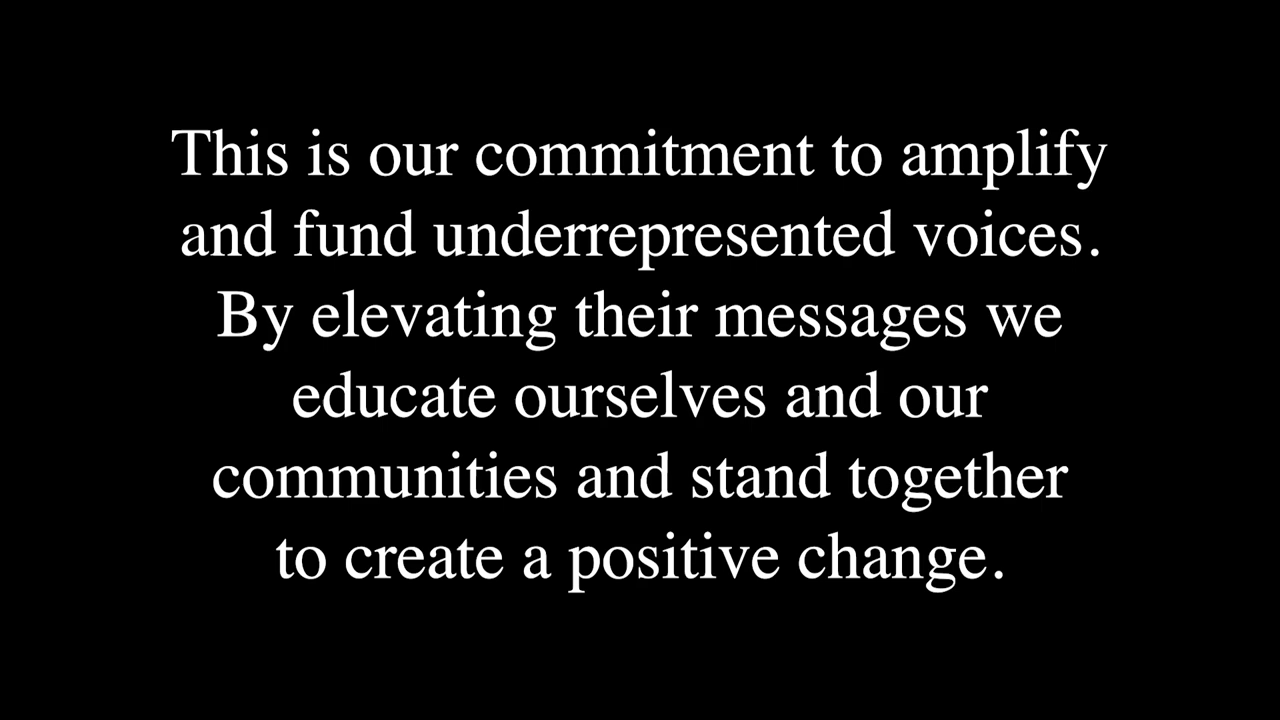 This is our commitment to amplify
and fund underrepresented voices.
By elevating their messages we
educate ourselves and our
communities and stand together
to create a positive change.